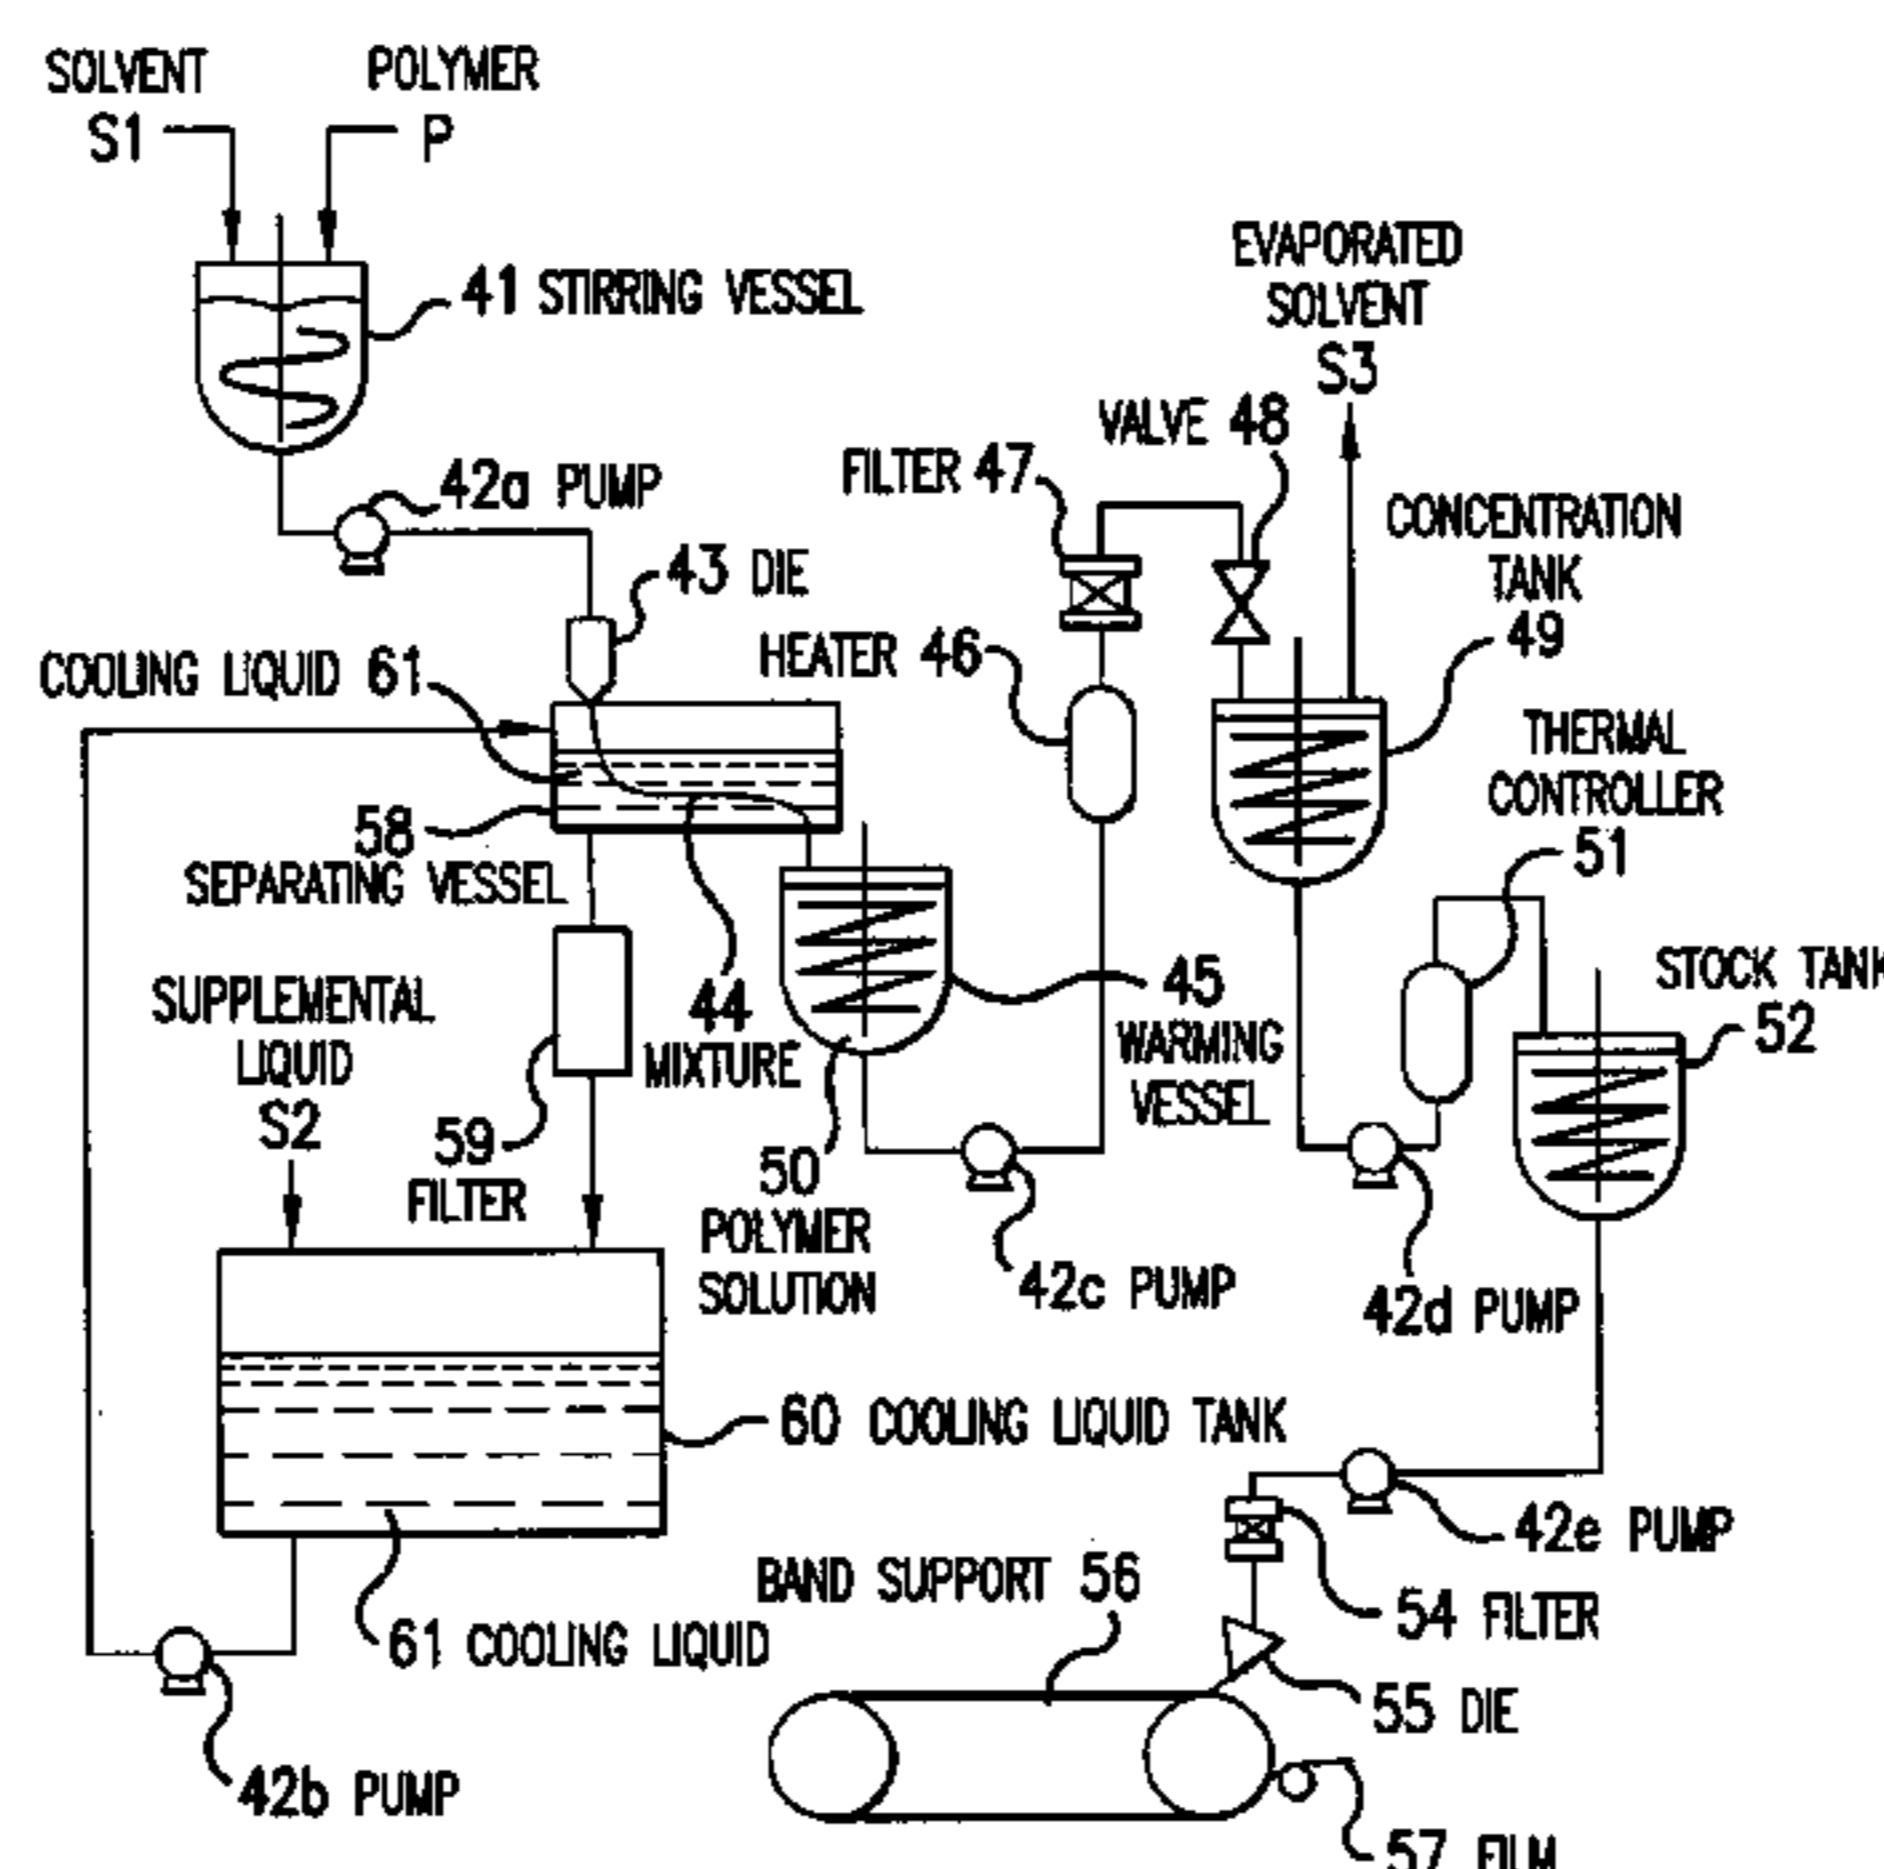 SOLVENT
S1
POLYMER
P
41 STIRRING VESSEL
EVAPORATED
SOLVENT
S3
VALVE 48
FILTER 47
42a PUMP
CONCENTRATION
TANK
49
43 DIE
HEATER 46
COOLING LIQUID 61
THERMAL
CONTROLLER
51
58
SEPARATING VESSEL
STOCK TANK
52
SUPPLEMENTAL
LIQUID
S2
44
MIXTURE
45
WARMING
VESSEL
59
FILTER
50
POLYMER
SOLUTION
42c PUMP
42d PUMP
60 COOLING LIQUID TANK
42e PUMP
BAND SUPPORT 56
54 FILTER
61 COOLING LIQUID
55 DIE
42b PUMP
57 FILM